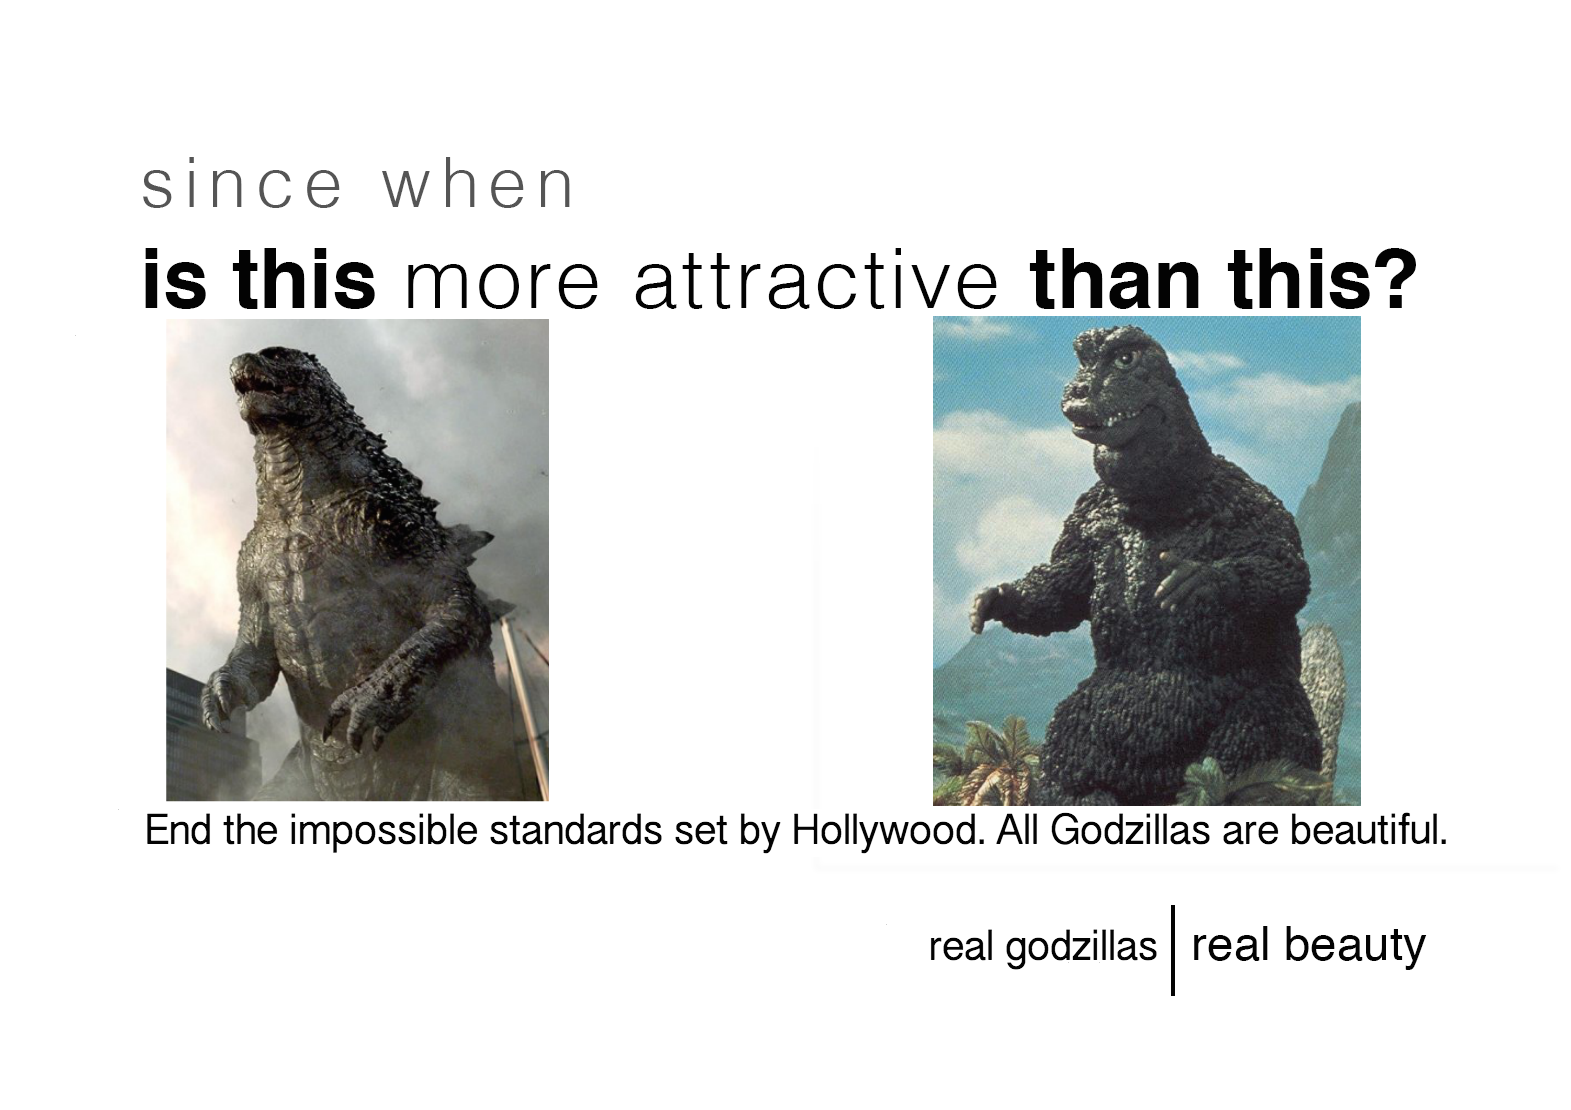 since when
is this more attractive than this?
End the impossible standards set by Hollywood. All Godzillas are beautiful.
real godzillas | real beauty